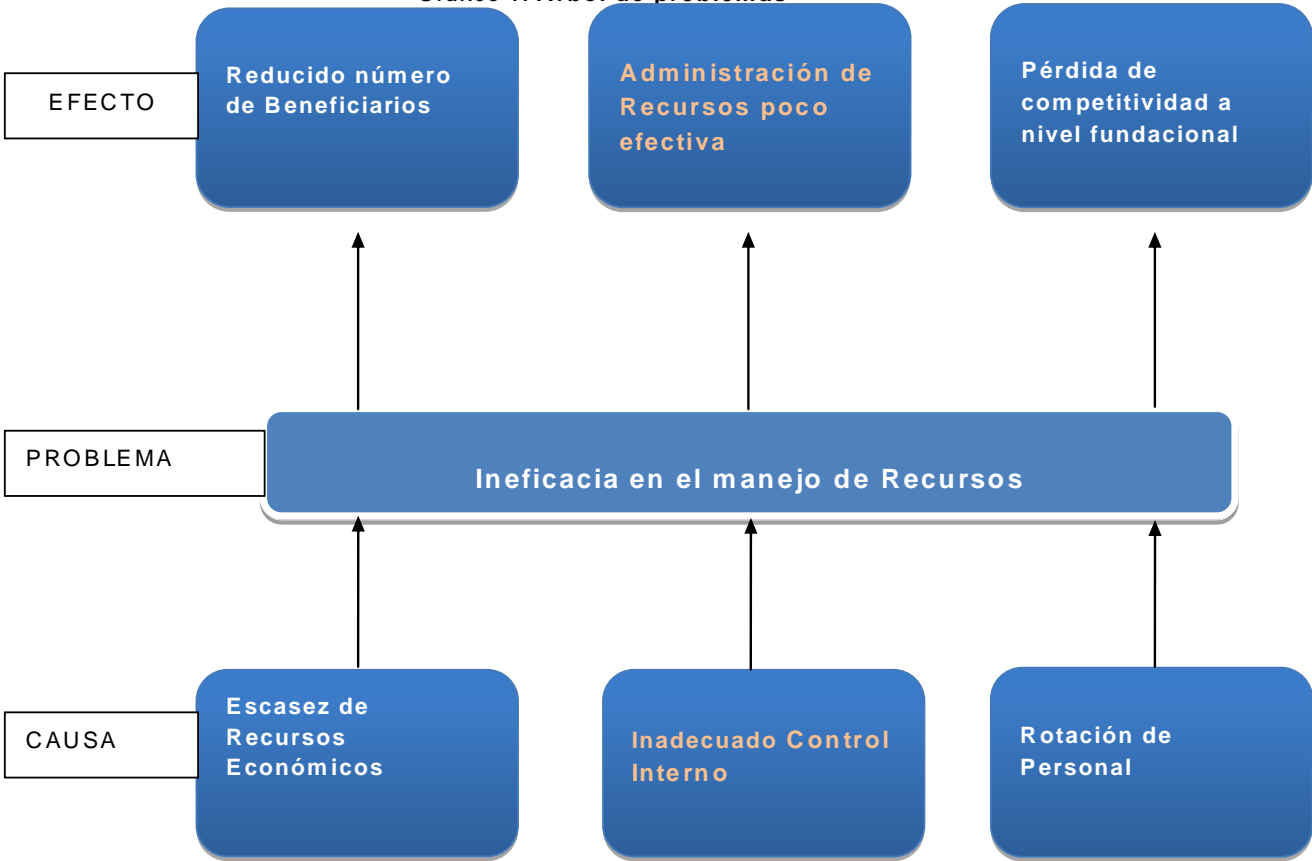 EFECTO
Reducido número
de Beneficiarios
Administración de
Recursos poco
efectiva
Pérdida de
competitividad a
nivel fundacional
PROBLEMA
Ineficacia en el manejo de Recursos
CAUSA
Escasez de
Recursos
Económicos
Inadecuado Control
Interno
Rotación de
Personal